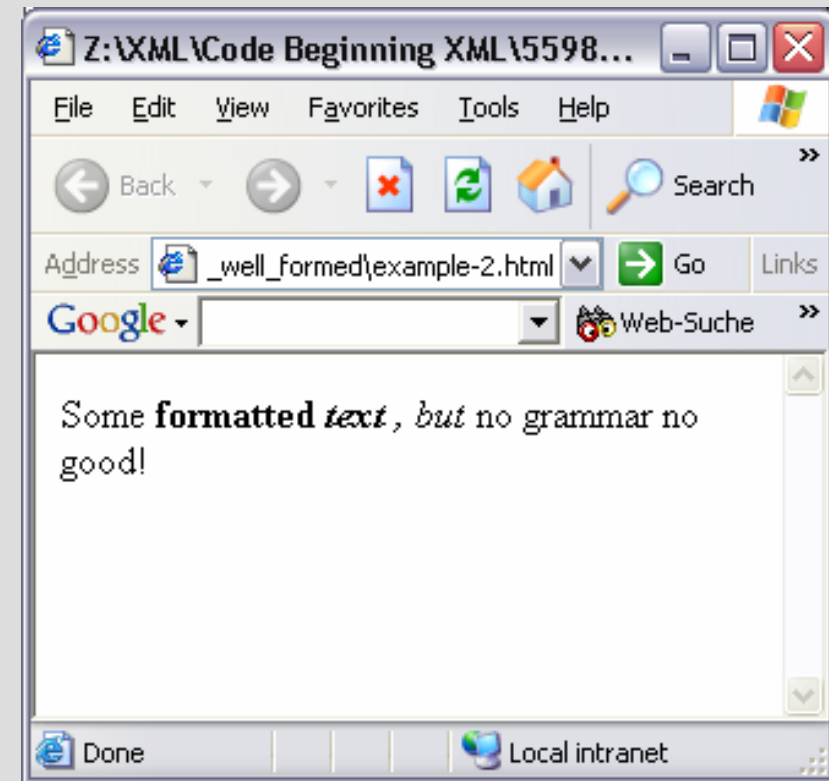 Z:\XML\Code Beginning XML\5598...
File Edit View Favorites Tools Help
Back Search »
Address _well_formed\example-2.html Go Links
Google Web-Suche »
Some formatted text , but no grammar no
good!
Done Local intranet